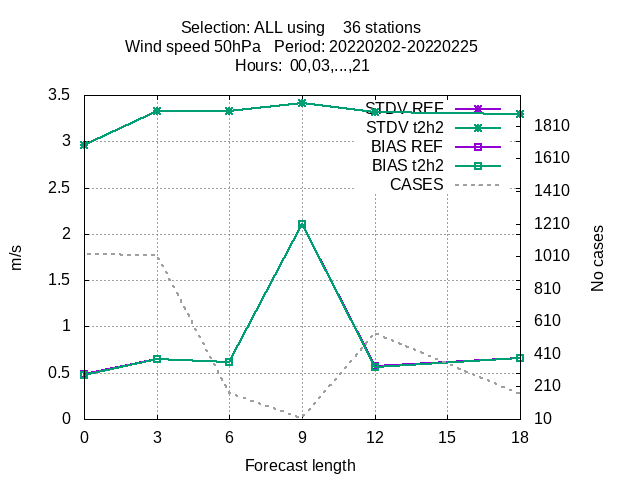 Selection: ALL using    36 stations
Wind speed 50hPa   Period: 20220202-20220225
Hours:  00,03,...,21
3.5
3
2.5
2
1.5
1
0.5
0
m/s
STDV REF
STDV t2h2
BIAS REF
BIAS t2h2
CASES
1810
1610
1410
1210
1010
810
610
410
210
10
No cases
0 3 6 9 12 15 18
Forecast length